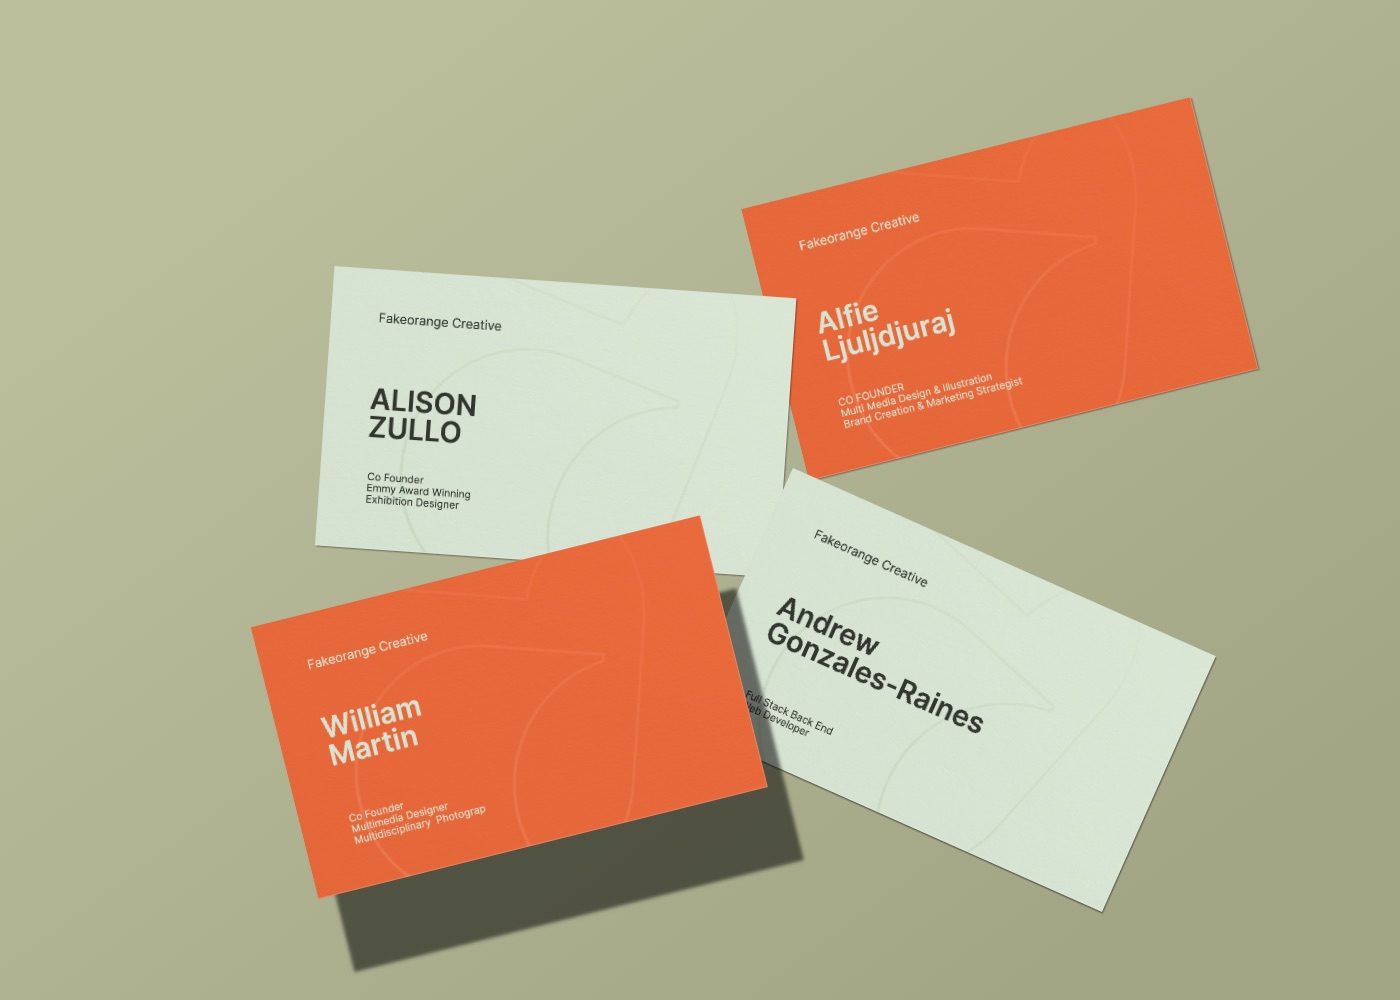 Fakeorange Creative
Alfie
Ljuljdjuraj
CO FOUNDER
Multi Media Design & Illustration
Brand Creation & Marketing Strategist
Fakeorange Creative
ALISON
ZULLO
Co Founder
Emmy Award Winning
Exhibition Designer
Fakeorange Creative
Andrew
Gonzales-Raines
Full Stack Back End
Developer
Fakeorange Creative
William
Martin
Co Founder
Multimedia Designer
Multidisciplinary Photograp